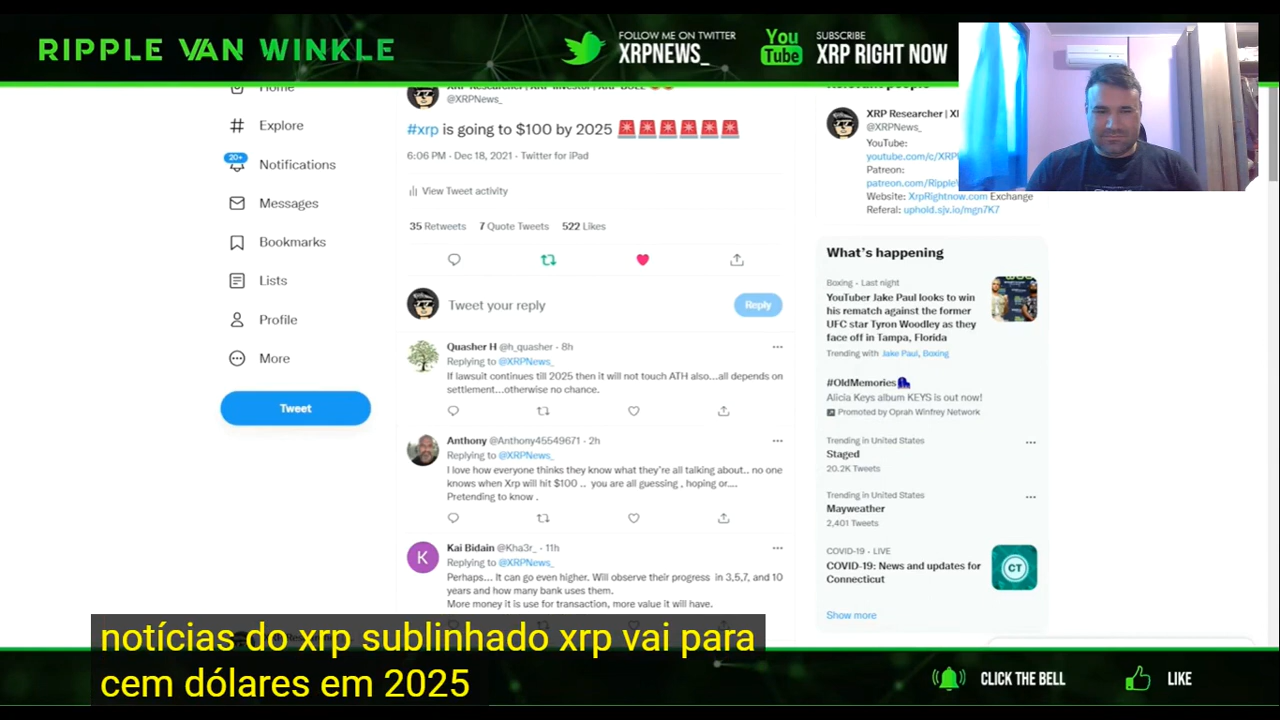 RIPPLE VAN WINKLE
FOLLOW ME ON TWITTER
XRPNEWS_
You
Tube
SUBSCRIBE
XRP RIGHT NOW
Home
Explore
20+
Notifications
Messages
Bookmarks
Lists
Profile
More
Tweet
XRP Researcher | XRP Investor | XRP BULL
@XRPNews_
#xrp is going to $100 by 2025 🚨🚨🚨🚨🚨🚨
6:06 PM · Dec 18, 2021 · Twitter for iPad
View Tweet activity
35 Retweets 7 Quote Tweets 522 Likes
Tweet your reply
Reply
Quasher H @h_quasher · 8h
Replying to @XRPNews_
If lawsuit continues till 2025 then it will not touch ATH also...all depends on
settlement...otherwise no chance.
Anthony @Anthony45549671 · 2h
Replying to @XRPNews_
I love how everyone thinks they know what they're all talking about.. no one
knows when Xrp will hit $100 .. you are all guessing , hoping or....
Pretending to know .
K
Kai Bidain @Kha3r_ · 11h
Replying to @XRPNews_
Perhaps... It can go even higher. Will observe their progress in 3,5,7, and 10
years and how many bank uses them.
More money it is use for transaction, more value it will have.
Relevant people
XRP Researcher | XI
@XRPNews_
YouTube:
youtube.com/c/XRP
Patreon:
patreon.com/Ripple
Website: XrpRightnow.com Exchange
Referal: uphold.sjv.io/mgn7K7
What's happening
Boxing · Last night
YouTuber Jake Paul looks to win
his rematch against the former
UFC star Tyron Woodley as they
face off in Tampa, Florida
Trending with Jake Paul, Boxing
#OldMemories
Alicia Keys album KEYS is out now!
Promoted by Oprah Winfrey Network
Trending in United States
Staged
20.2K Tweets
Trending in United States
Mayweather
2,401 Tweets
COVID-19 · LIVE
COVID-19: News and updates for
Connecticut
CT
Show more
notícias do xrp sublinhado xrp vai para
cem dólares em 2025
CLICK THE BELL
LIKE